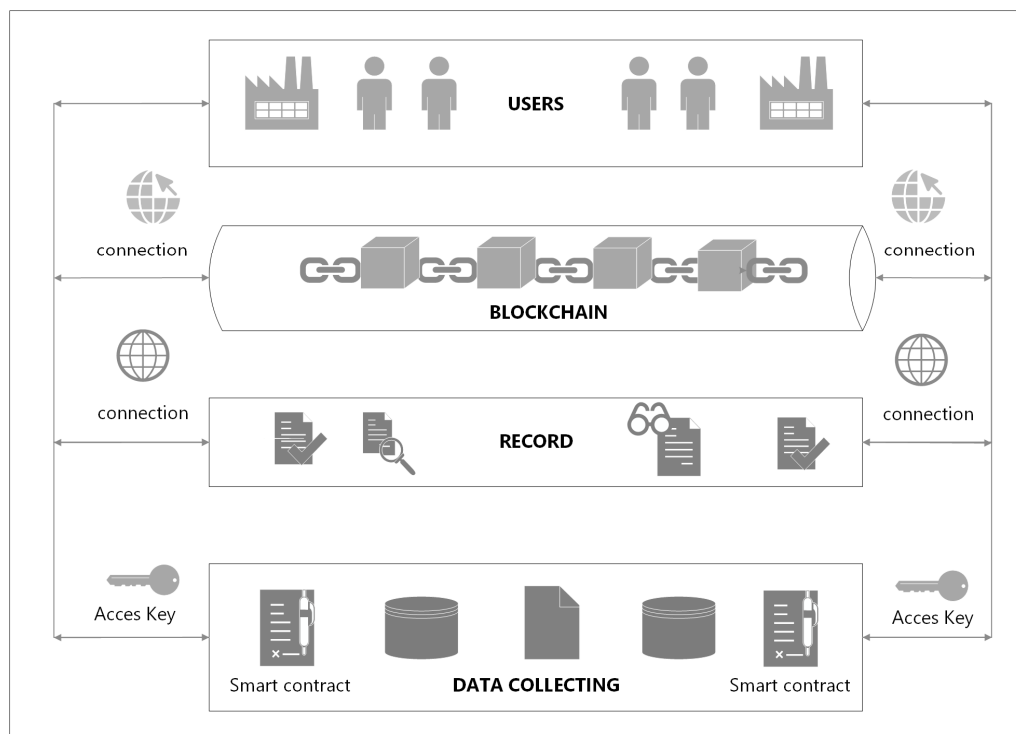 USERS
connection
connection
BLOCKCHAIN
connection
connection
RECORD
Acces Key
Acces Key
Smart contract
DATA COLLECTING
Smart contract